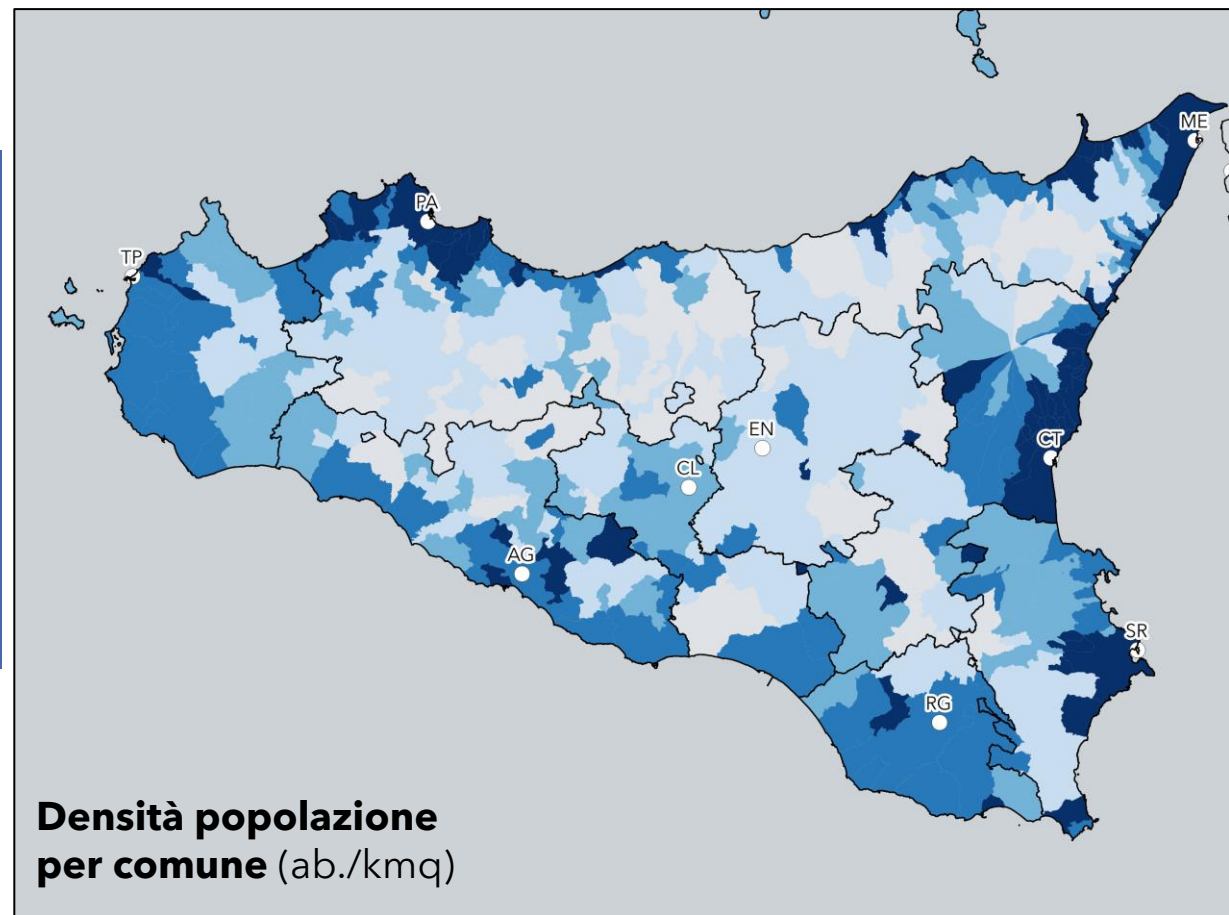 ME
PA
TP
EN
CT
CL
AG
SR
RG
Densità popolazione
per comune (ab./kmq)